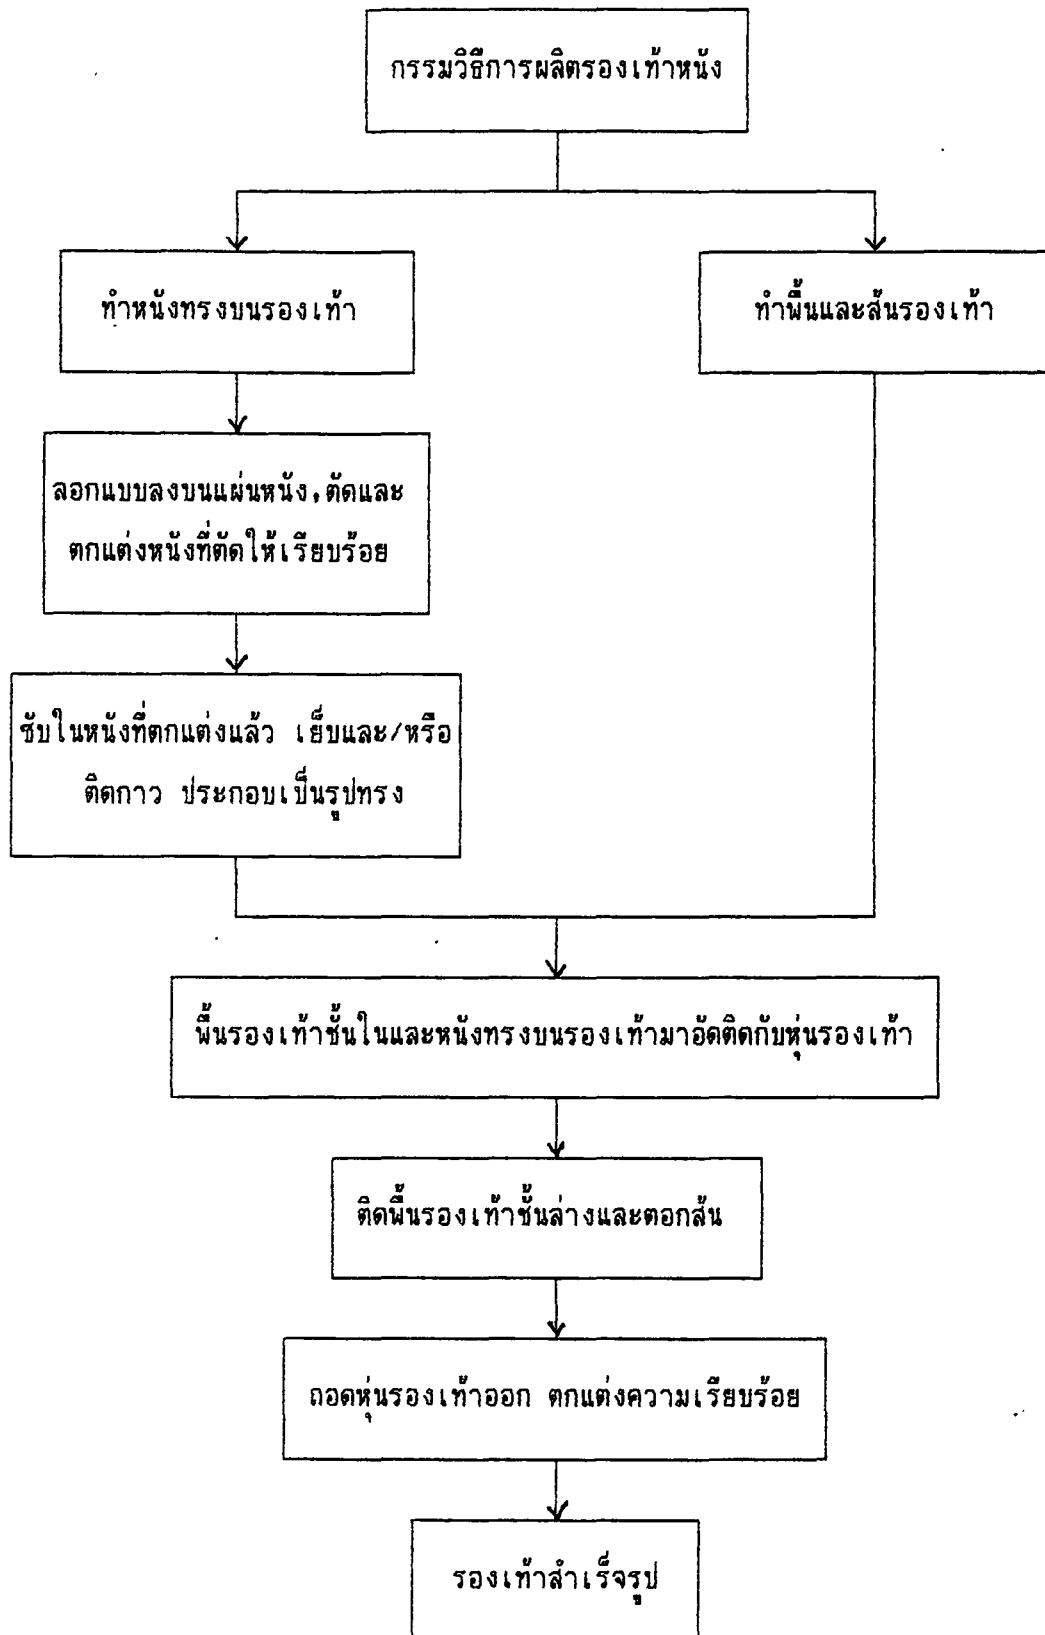 กรรมวิธีการผลิตรองเท้าหนัง
ทำหนังทรงบนรองเท้า
ทำพื้นและส้นรองเท้า
ลอกแบบลงบนแผ่นหนัง,ตัดและ
ตกแต่งหนังที่ตัดให้เรียบร้อย
ซับในหนังที่ตกแต่งแล้ว เย็บและ/หรือ
ติดกาว ประกอบเป็นรูปทรง
พื้นรองเท้าชั้นในและหนังทรงบนรองเท้ามาอัดติดกับหุ่นรองเท้า
ติดพื้นรองเท้าชั้นล่างและตอกส้น
ถอดหุ่นรองเท้าออก ตกแต่งความเรียบร้อย
รองเท้าสำเร็จรูป